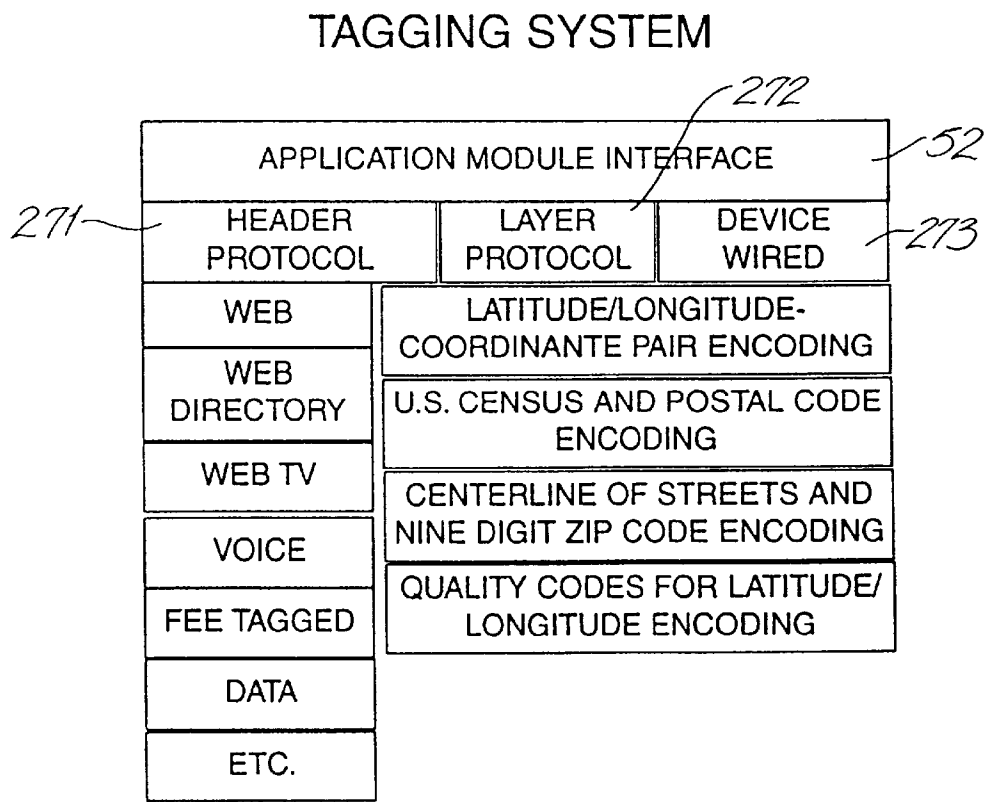 TAGGING SYSTEM
272
APPLICATION MODULE INTERFACE
52
271
HEADER
PROTOCOL
LAYER
PROTOCOL
DEVICE
WIRED
273
WEB
WEB
DIRECTORY
WEB TV
VOICE
FEE TAGGED
DATA
ETC.
LATITUDE/LONGITUDE-
COORDINANTE PAIR ENCODING
U.S. CENSUS AND POSTAL CODE
ENCODING
CENTERLINE OF STREETS AND
NINE DIGIT ZIP CODE ENCODING
QUALITY CODES FOR LATITUDE/
LONGITUDE ENCODING